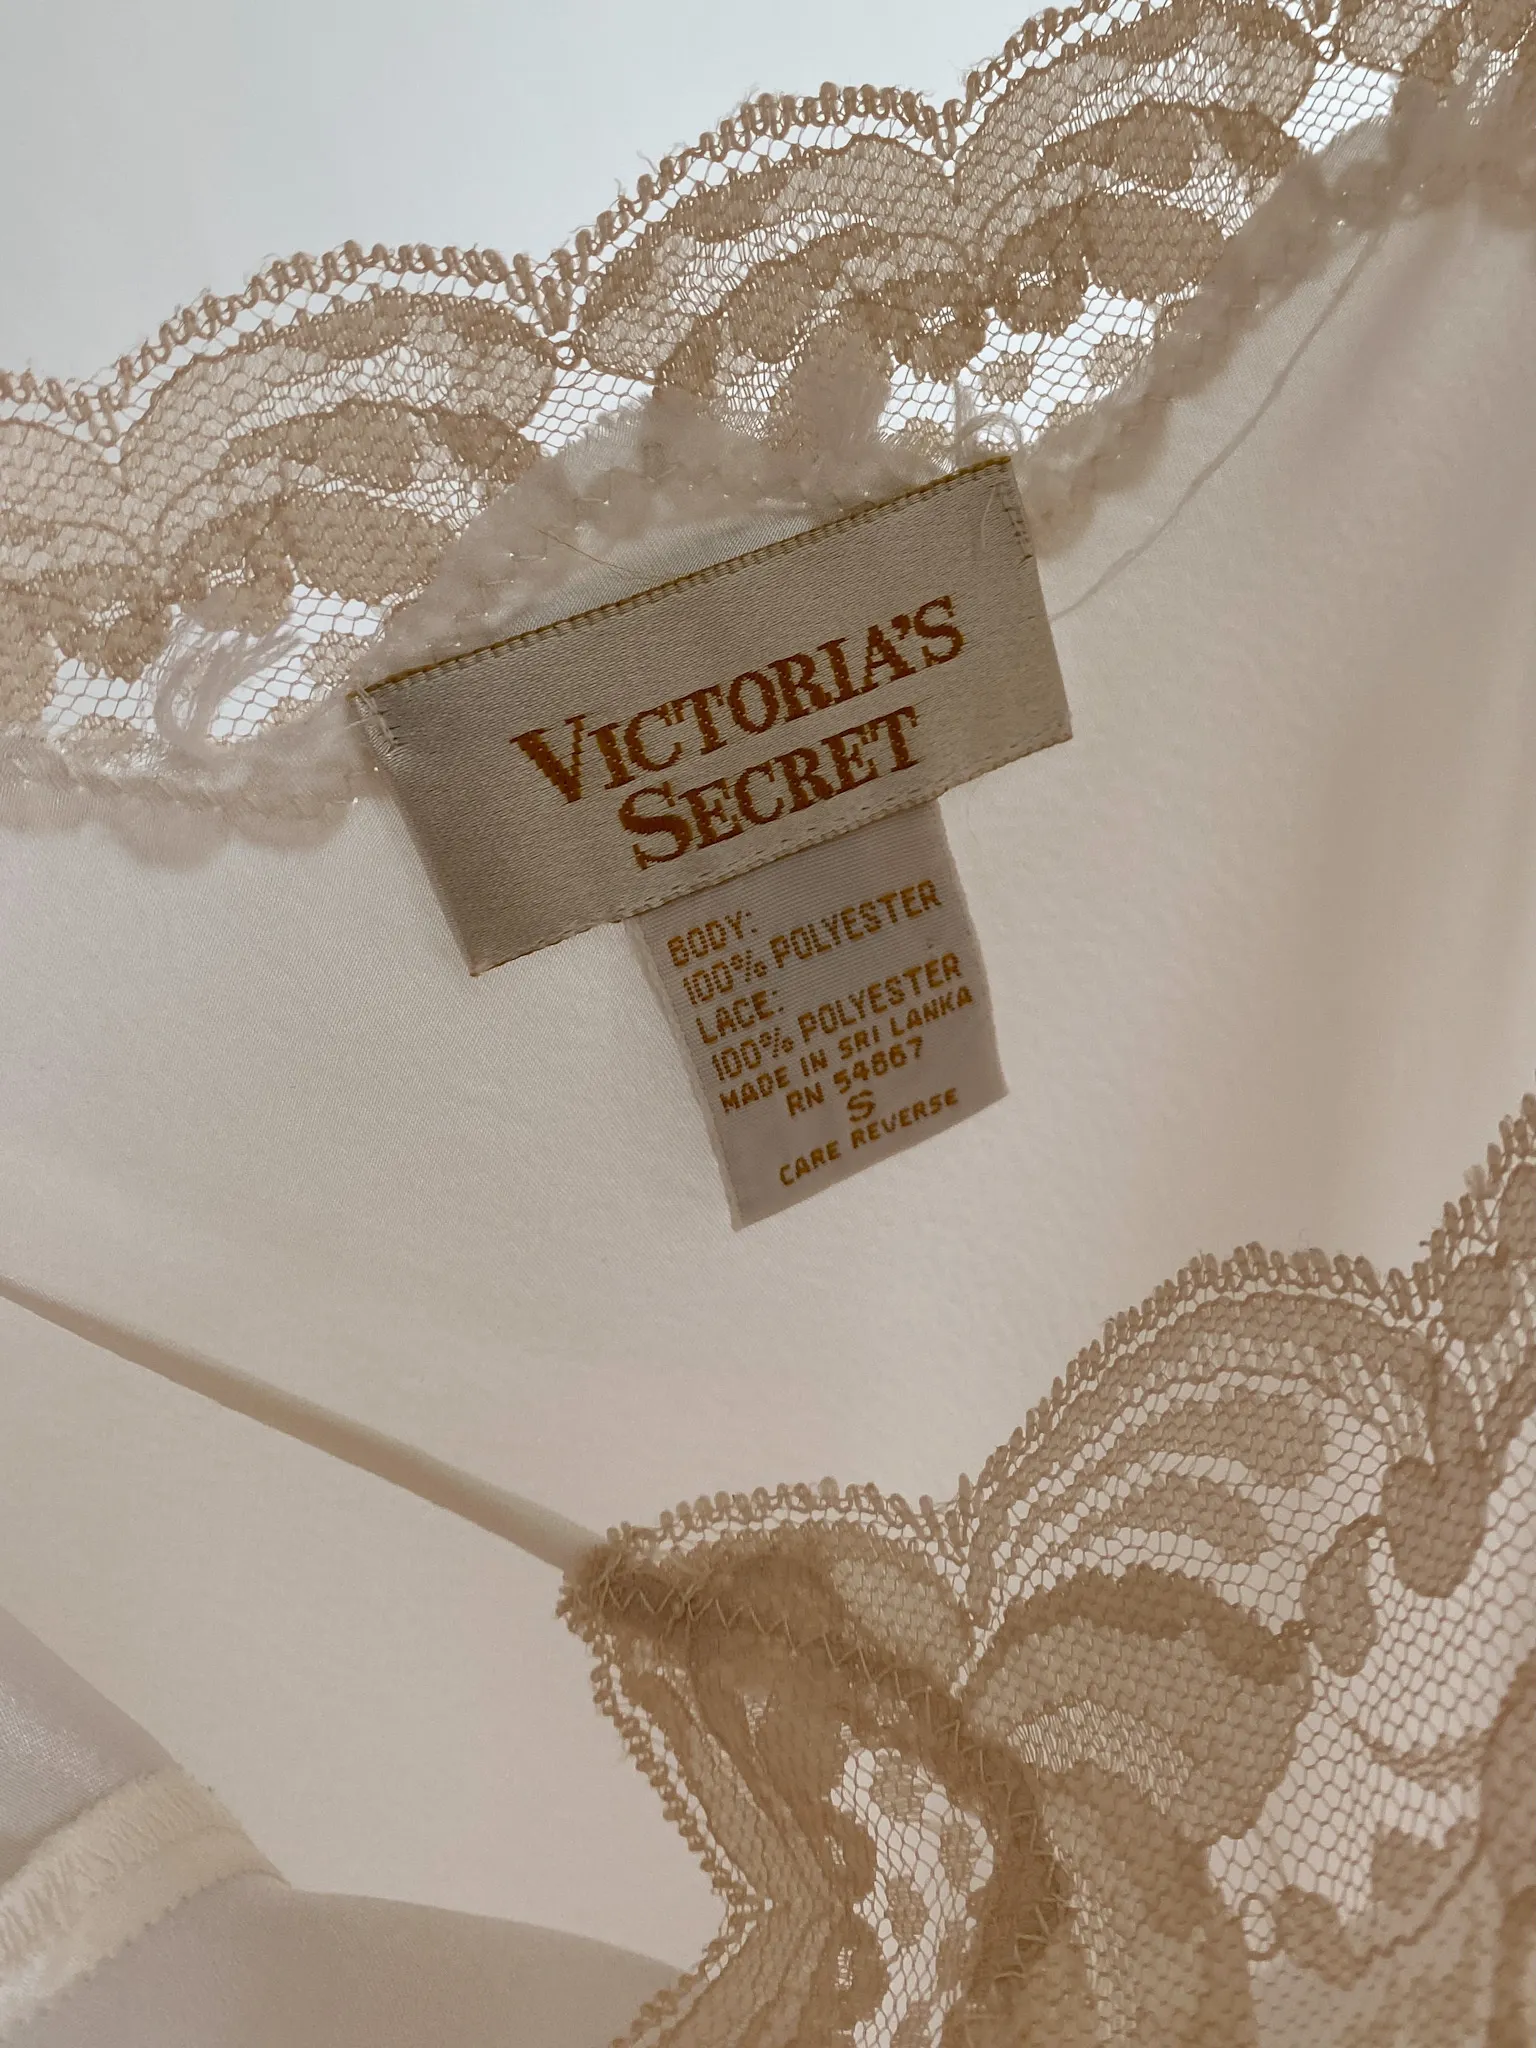 VICTORIA'S
SECRET
BODY:
100% POLYESTER
LACE:
100% POLYESTER
MADE IN SRI LANKA
RN 54867
S
CARE REVERSE